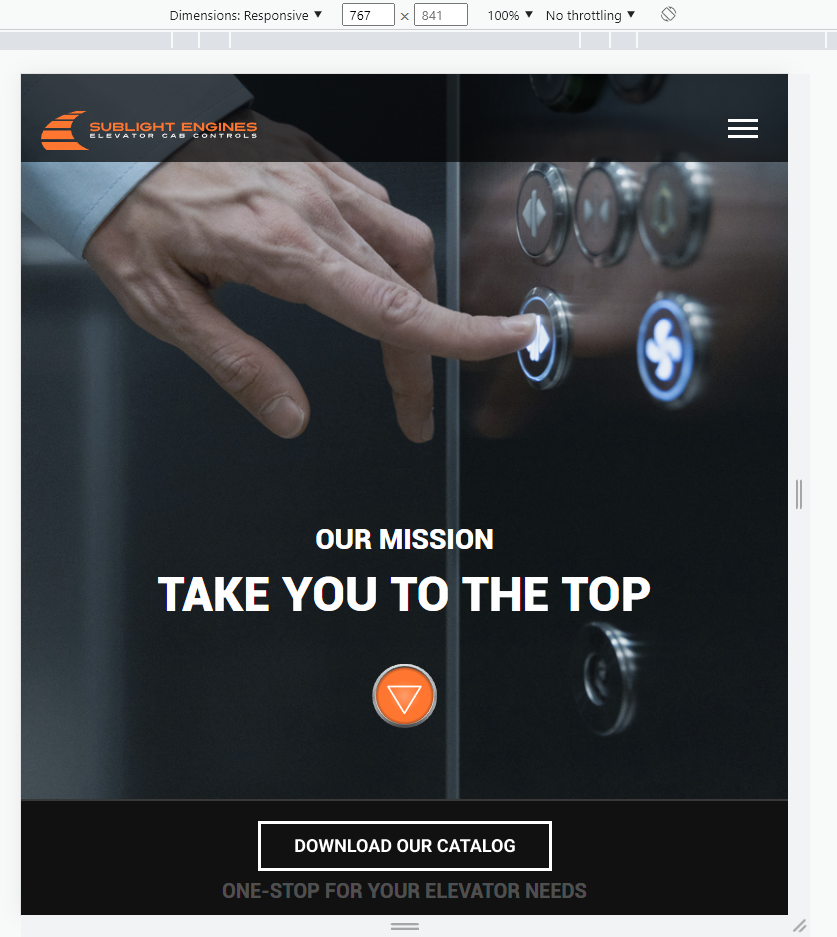 Dimensions: Responsive 767 × 841 100% No throttling
SUBLIGHT ENGINES
ELEVATOR CAB CONTROLS
OUR MISSION
TAKE YOU TO THE TOP
DOWNLOAD OUR CATALOG
ONE-STOP FOR YOUR ELEVATOR NEEDS